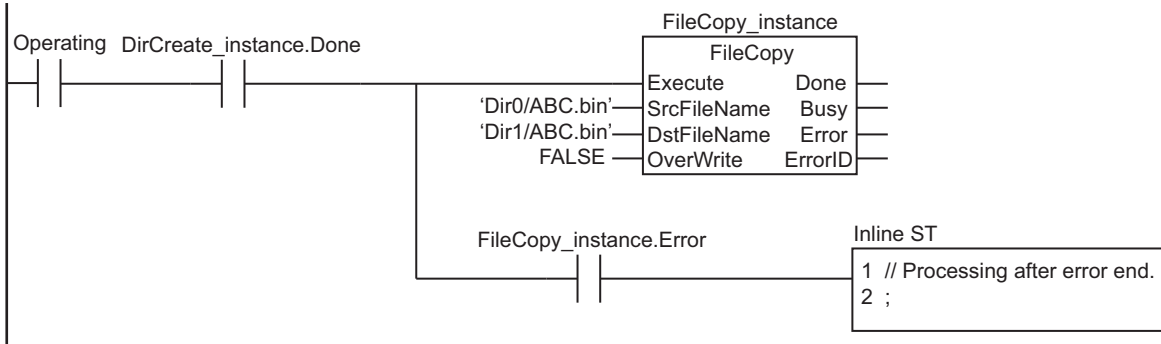 FileCopy_instance
Operating DirCreate_instance.Done
FileCopy
Execute Done
‘Dir0/ABC.bin’ SrcFileName Busy
‘Dir1/ABC.bin’ DstFileName Error
FALSE OverWrite ErrorID
FileCopy_instance.Error
Inline ST
1 // Processing after error end.
2 ;